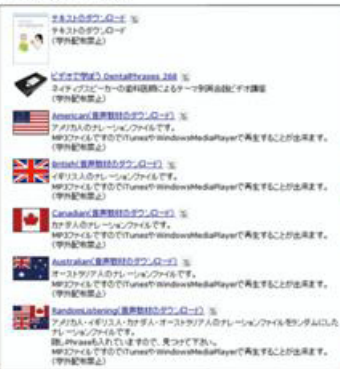 テキストのダウンロード
テキストのダウンロード
(学外配布禁止)
ビデオで学ぼう DentalPhrases 268
ネイティブスピーカーの歯科医師によるテーマ別英会話ビデオ講座
(学外配布禁止)
American(音声教材のダウンロード)
アメリカ人のナレーションファイルです。
MP3ファイルですのでiTunesやWindowsMediaPlayerで再生することが出来ます。
(学外配布禁止)
British(音声教材のダウンロード)
イギリス人のナレーションファイルです。
MP3ファイルですのでiTunesやWindowsMediaPlayerで再生することが出来ます。
(学外配布禁止)
Canadian(音声教材のダウンロード)
カナダ人のナレーションファイルです。
MP3ファイルですのでiTunesやWindowsMediaPlayerで再生することが出来ます。
(学外配布禁止)
Australian(音声教材のダウンロード)
オーストラリア人のナレーションファイルです。
MP3ファイルですのでiTunesやWindowsMediaPlayerで再生することが出来ます。
(学外配布禁止)
RandomListening(音声教材のダウンロード)
アメリカ人・イギリス人・カナダ人・オーストラリア人のナレーションファイルをランダムにした
ナレーションファイルです。
隠しPhraseも入れていますので、見つけて下さい。
MP3ファイルですのでiTunesやWindowsMediaPlayerで再生することが出来ます。
(学外配布禁止)